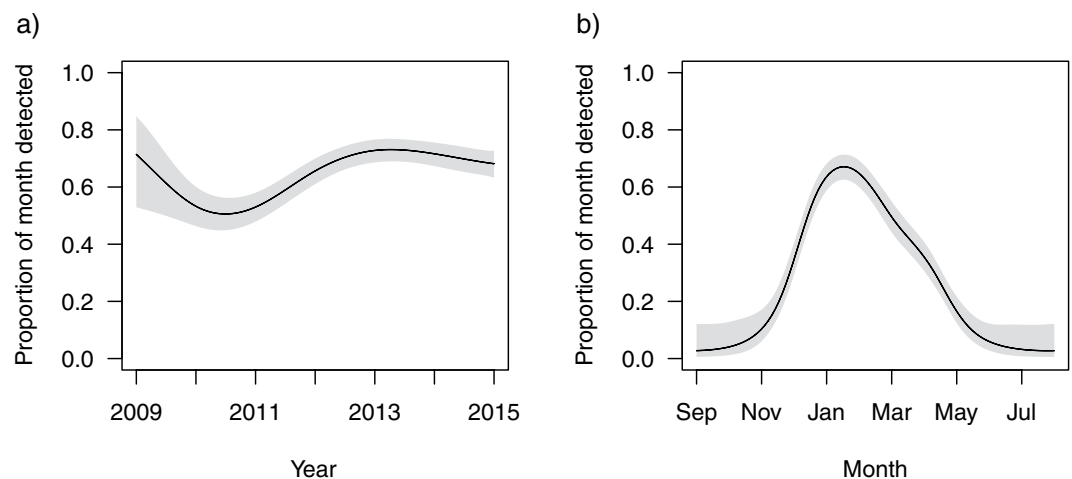 a)
Proportion of month detected
1.0
0.8
0.6
0.4
0.2
0.0
2009 2011 2013 2015
Year
b)
Proportion of month detected
1.0
0.8
0.6
0.4
0.2
0.0
Sep Nov Jan Mar May Jul
Month